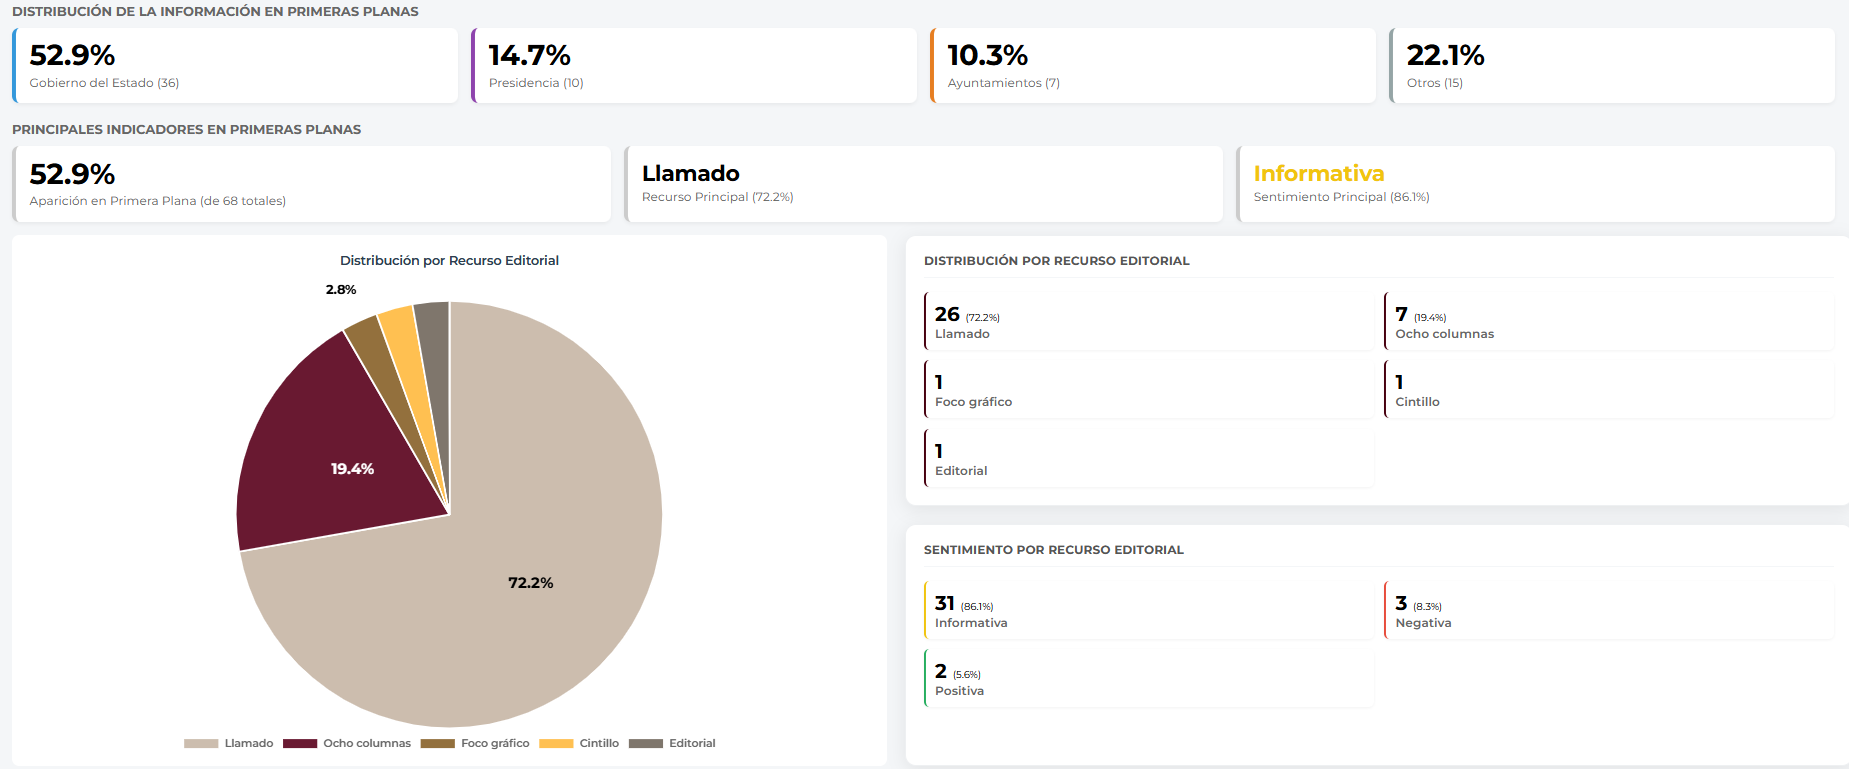 DISTRIBUCIÓN DE LA INFORMACIÓN EN PRIMERAS PLANAS
52.9%
Gobierno del Estado (36)
14.7%
Presidencia (10)
10.3%
Ayuntamientos (7)
22.1%
Otros (15)
PRINCIPALES INDICADORES EN PRIMERAS PLANAS
52.9%
Aparición en Primera Plana (de 68 totales)
Llamado
Recurso Principal (72.2%)
Informativa
Sentimiento Principal (86.1%)
Distribución por Recurso Editorial
2.8%
19.4%
72.2%
Llamado
Ocho columnas
Foco gráfico
Cintillo
Editorial
DISTRIBUCIÓN POR RECURSO EDITORIAL
26 (72.2%)
Llamado
7 (19.4%)
Ocho columnas
1
Foco gráfico
1
Cintillo
1
Editorial
SENTIMIENTO POR RECURSO EDITORIAL
31 (86.1%)
Informativa
3 (8.3%)
Negativa
2 (5.6%)
Positiva